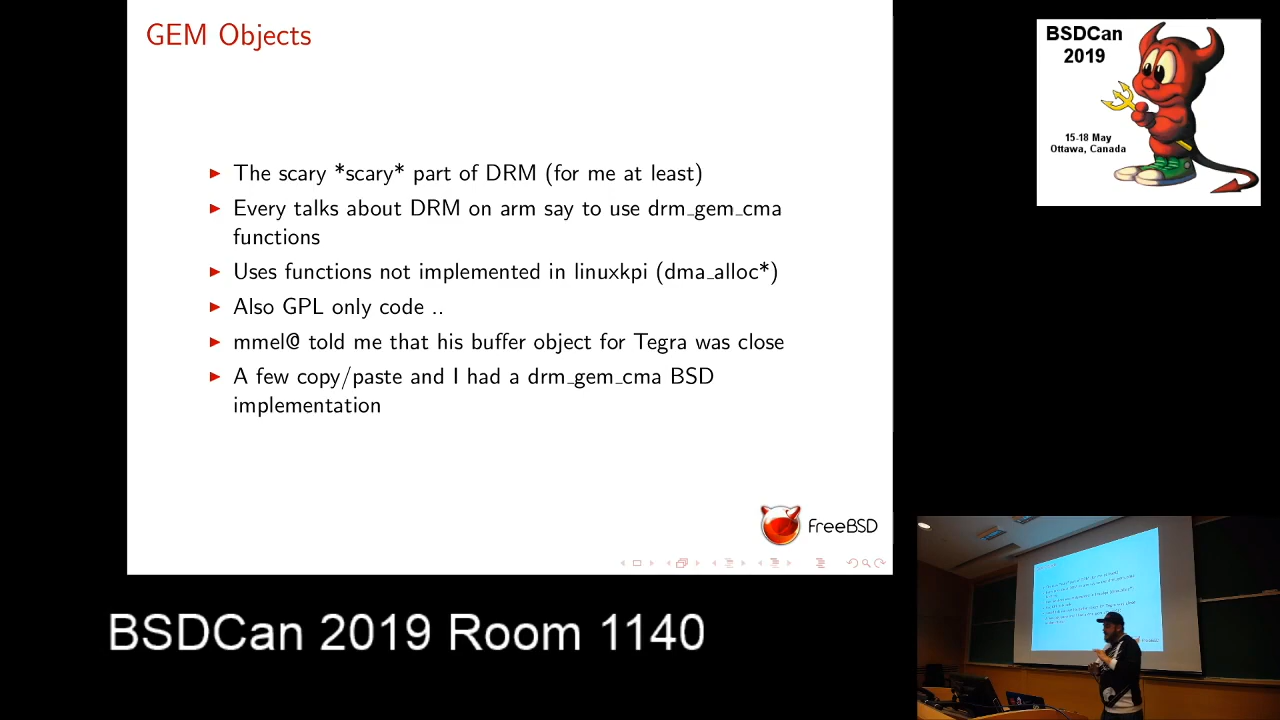 GEM Objects
The scary *scary* part of DRM (for me at least)
Every talks about DRM on arm say to use drm_gem_cma
functions
Uses functions not implemented in linuxkpi (dma_alloc*)
Also GPL only code ..
mmel@ told me that his buffer object for Tegra was close
A few copy/paste and I had a drm_gem_cma BSD
implementation
FreeBSD
BSDCan
2019
15-18 May
Ottawa, Canada
BSDCan 2019 Room 1140